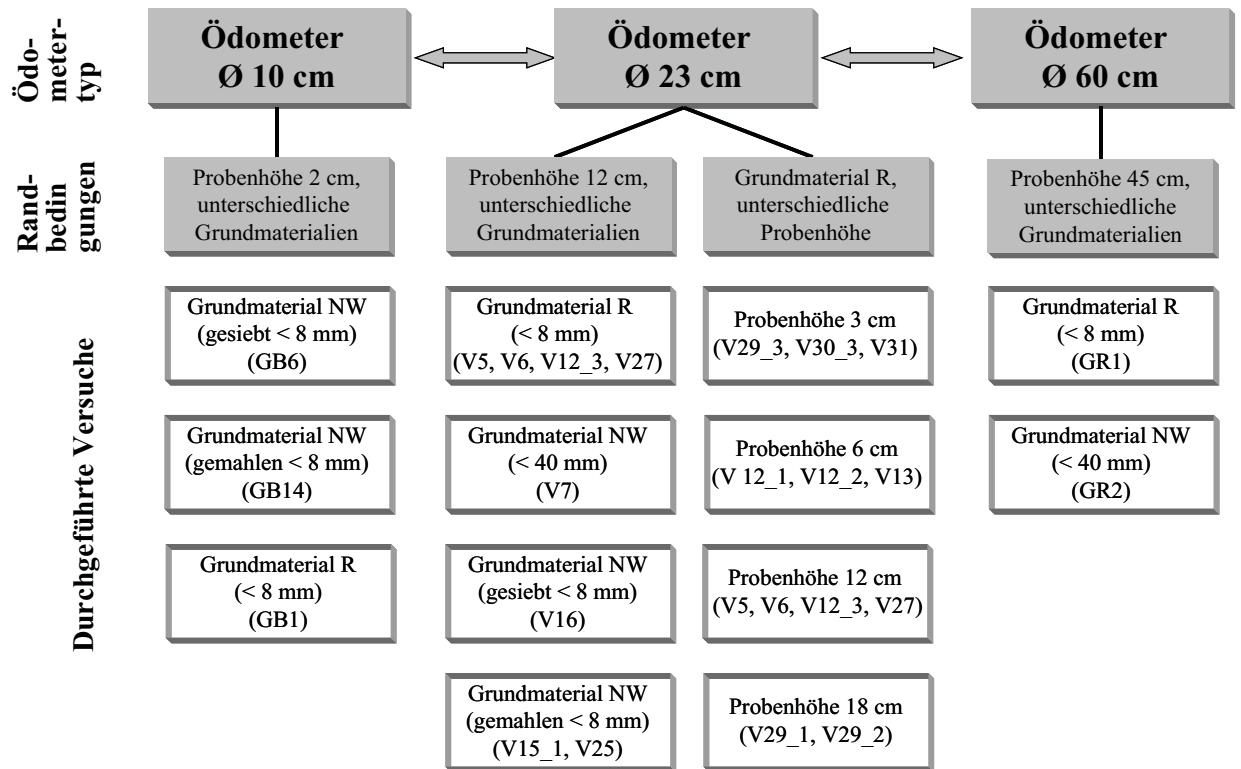 Ödo-
meter-
typ
Ödometer
Ø 10 cm
Ödometer
Ø 23 cm
Ödometer
Ø 60 cm
Rand-
bedin
gungen
Probenhöhe 2 cm,
unterschiedliche
Grundmaterialien
Probenhöhe 12 cm,
unterschiedliche
Grundmaterialien
Grundmaterial R,
unterschiedliche
Probenhöhe
Probenhöhe 45 cm,
unterschiedliche
Grundmaterialien
Durchgeführte Versuche
Grundmaterial NW
(gesiebt < 8 mm)
(GB6)
Grundmaterial R
(< 8 mm)
(V5, V6, V12_3, V27)
Probenhöhe 3 cm
(V29_3, V30_3, V31)
Grundmaterial R
(< 8 mm)
(GR1)
Grundmaterial NW
(gemahlen < 8 mm)
(GB14)
Grundmaterial NW
(< 40 mm)
(V7)
Probenhöhe 6 cm
(V 12_1, V12_2, V13)
Grundmaterial NW
(< 40 mm)
(GR2)
Grundmaterial R
(< 8 mm)
(GB1)
Grundmaterial NW
(gesiebt < 8 mm)
(V16)
Probenhöhe 12 cm
(V5, V6, V12_3, V27)
Grundmaterial NW
(gemahlen < 8 mm)
(V15_1, V25)
Probenhöhe 18 cm
(V29_1, V29_2)